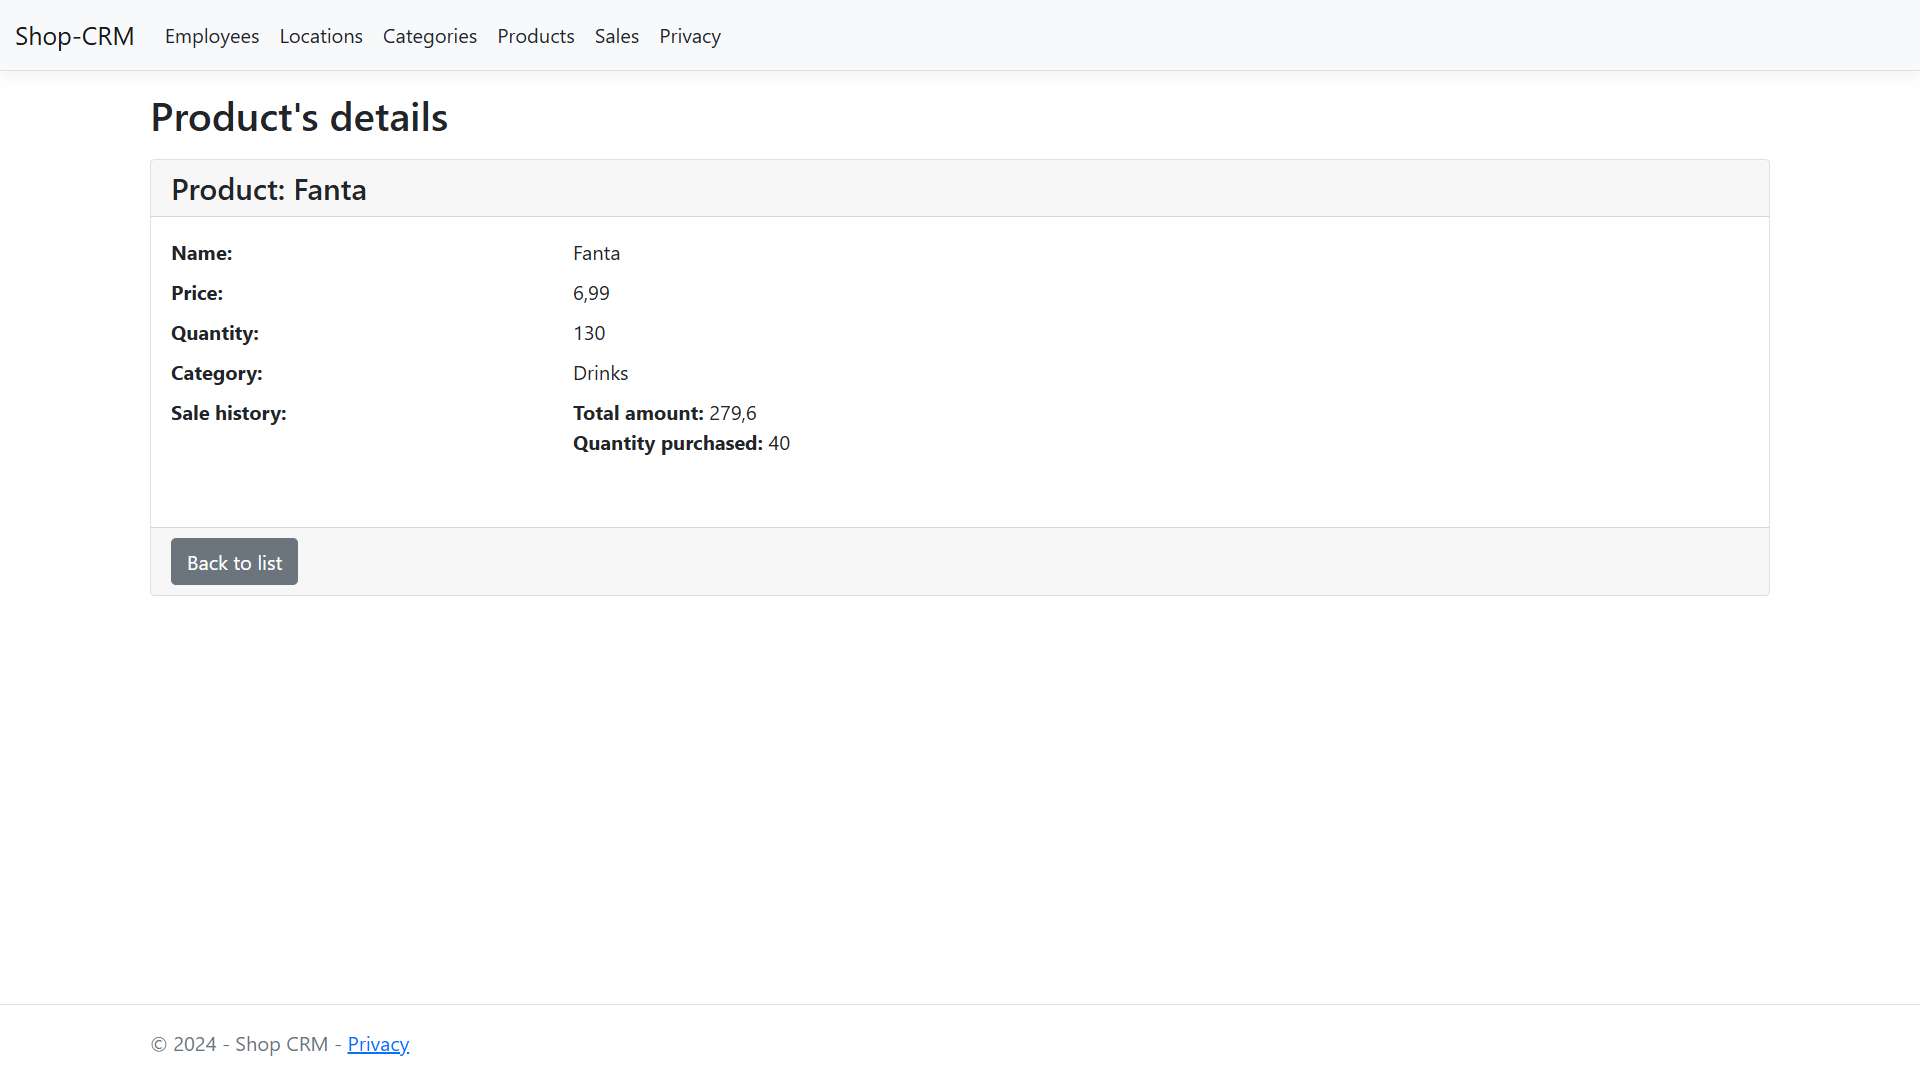 Shop-CRM Employees Locations Categories Products Sales Privacy
Product's details
Product: Fanta
Name: Fanta
Price: 6,99
Quantity: 130
Category: Drinks
Sale history: Total amount: 279,6
Quantity purchased: 40
Back to list
© 2024 - Shop CRM - Privacy